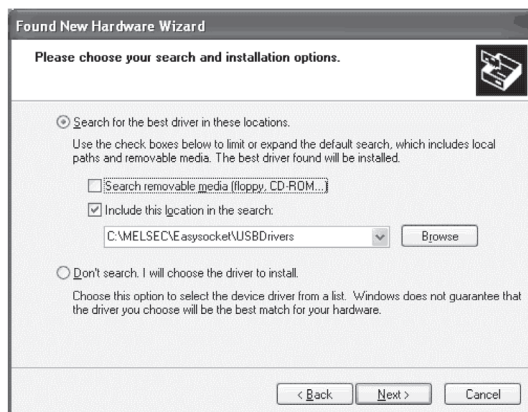 Found New Hardware Wizard
Please choose your search and installation options.
Search for the best driver in these locations.
Use the check boxes below to limit or expand the default search, which includes local
paths and removable media. The best driver found will be installed.
Search removable media (floppy, CD-ROM...)
Include this location in the search:
C:\MELSEC\Easysocket\USBDrivers
Browse
Don't search. I will choose the driver to install.
Choose this option to select the device driver from a list. Windows does not guarantee that
the driver you choose will be the best match for your hardware.
< Back
Next >
Cancel